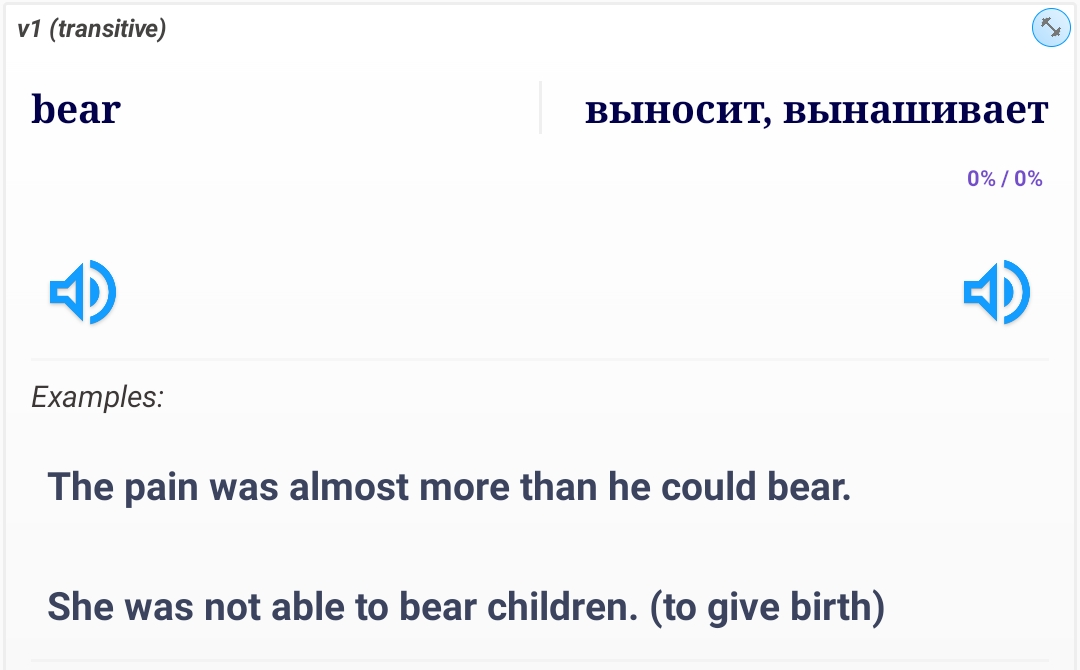 v1 (transitive)
bear
выносит, вынашивает
0% / 0%
Examples:
The pain was almost more than he could bear.
She was not able to bear children. (to give birth)